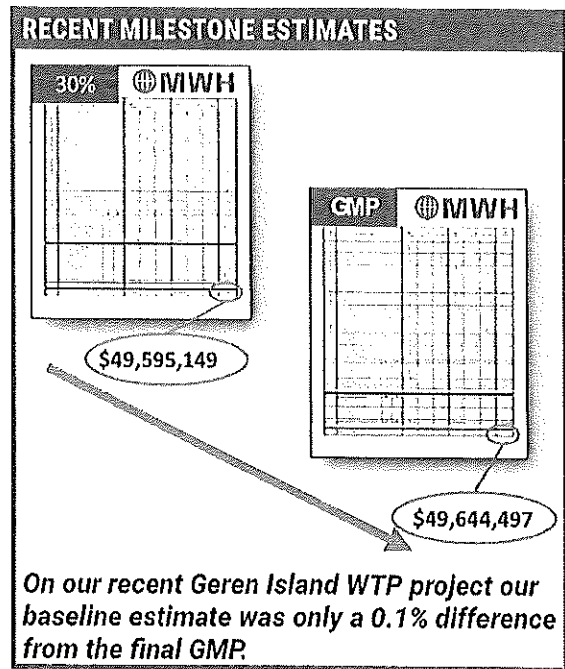 RECENT MILESTONE ESTIMATES
30%
MWH
GMP
MWH
$49,595,149
$49,644,497
On our recent Geren Island WTP project our
baseline estimate was only a 0.1% difference
from the final GMP.